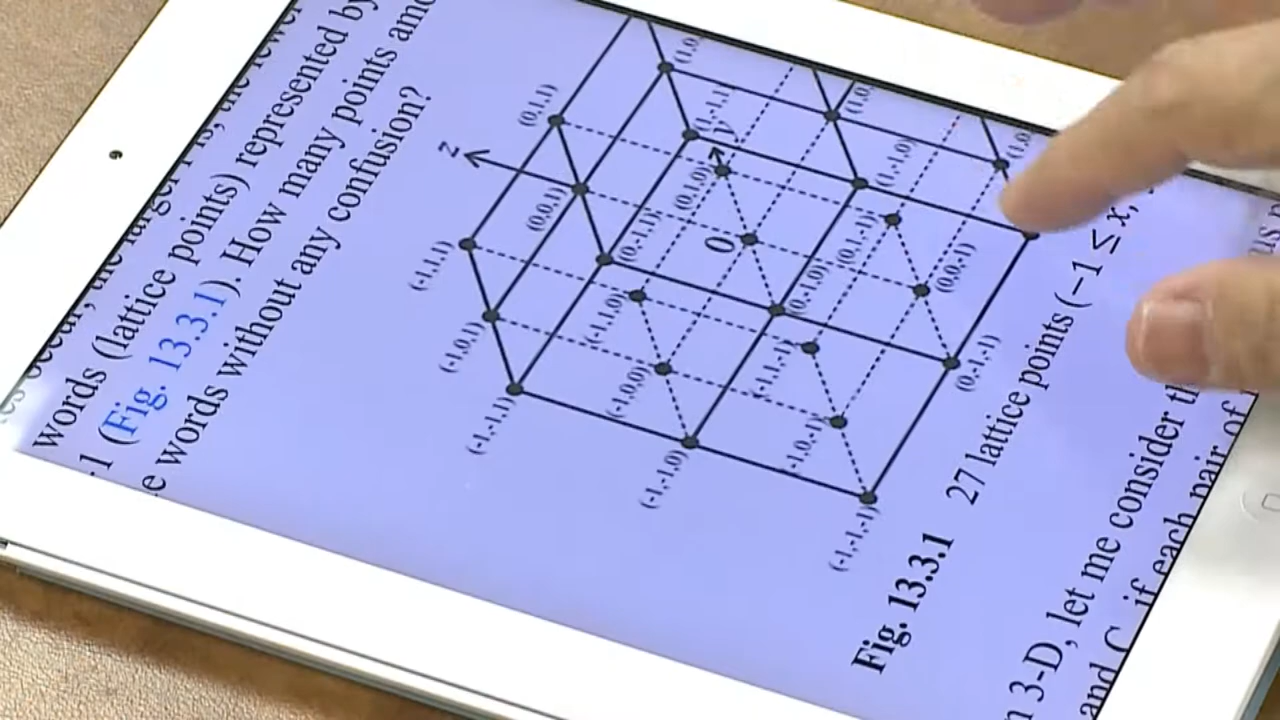 words (lattice points) represented by
-1 (Fig. 13.3.1). How many points
e words without any confusion?
z
y
0
(0,1,1)
(0,0,1)
(0,-1,1)
(-1,1,1)
(-1,0,1)
(-1,-1,1)
(1,-1,1)
(0,1,0)
(1,-1,0)
(0,-1,0)
(-1,1,0)
(-1,0,0)
(-1,-1,0)
(0,1,-1)
(0,0,-1)
(0,-1,-1)
(-1,1,-1)
(-1,0,-1)
(-1,-1,-1)
Fig. 13.3.1 27 lattice points (−1 ≤ x,
3-D, let me consider
and C, if each pair of